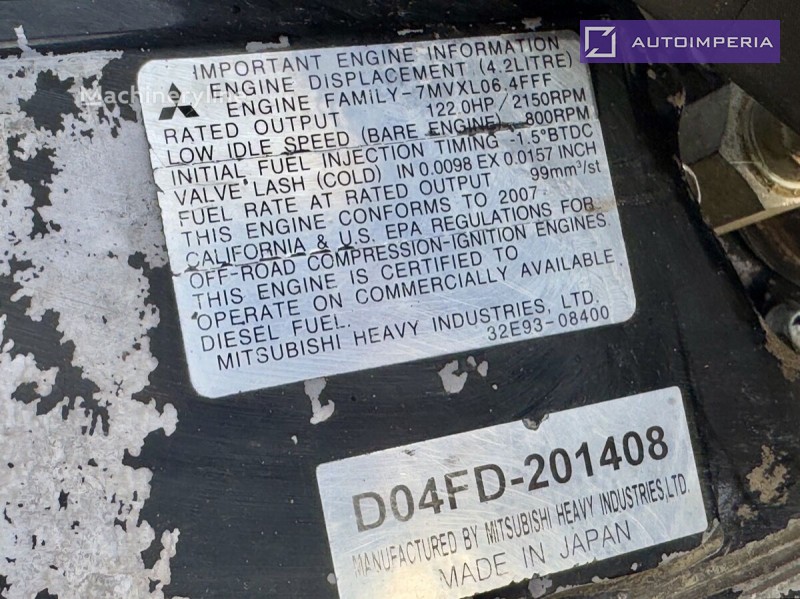 AUTOIMPERIA
Machineryline
IMPORTANT ENGINE INFORMATION
ENGINE DISPLACEMENT (4.2LITRE)
ENGINE FAMILY-7MVXL06.4FFF
RATED OUTPUT 122.0HP/2150RPM
LOW IDLE SPEED (BARE ENGINE) 800RPM
INITIAL FUEL INJECTION TIMING -1.5°BTDC
VALVE LASH (COLD) IN 0.0098 EX 0.0157 INCH
FUEL RATE AT RATED OUTPUT 99mm³/st
THIS ENGINE CONFORMS TO 2007
CALIFORNIA & U.S. EPA REGULATIONS FOR
OFF-ROAD COMPRESSION-IGNITION ENGINES
THIS ENGINE IS CERTIFIED TO
OPERATE ON COMMERCIALLY AVAILABLE
DIESEL FUEL.
MITSUBISHI HEAVY INDUSTRIES, LTD.
32E93-08400
D04FD-201408
MANUFACTURED BY MITSUBISHI HEAVY INDUSTRIES,LTD.
MADE IN JAPAN